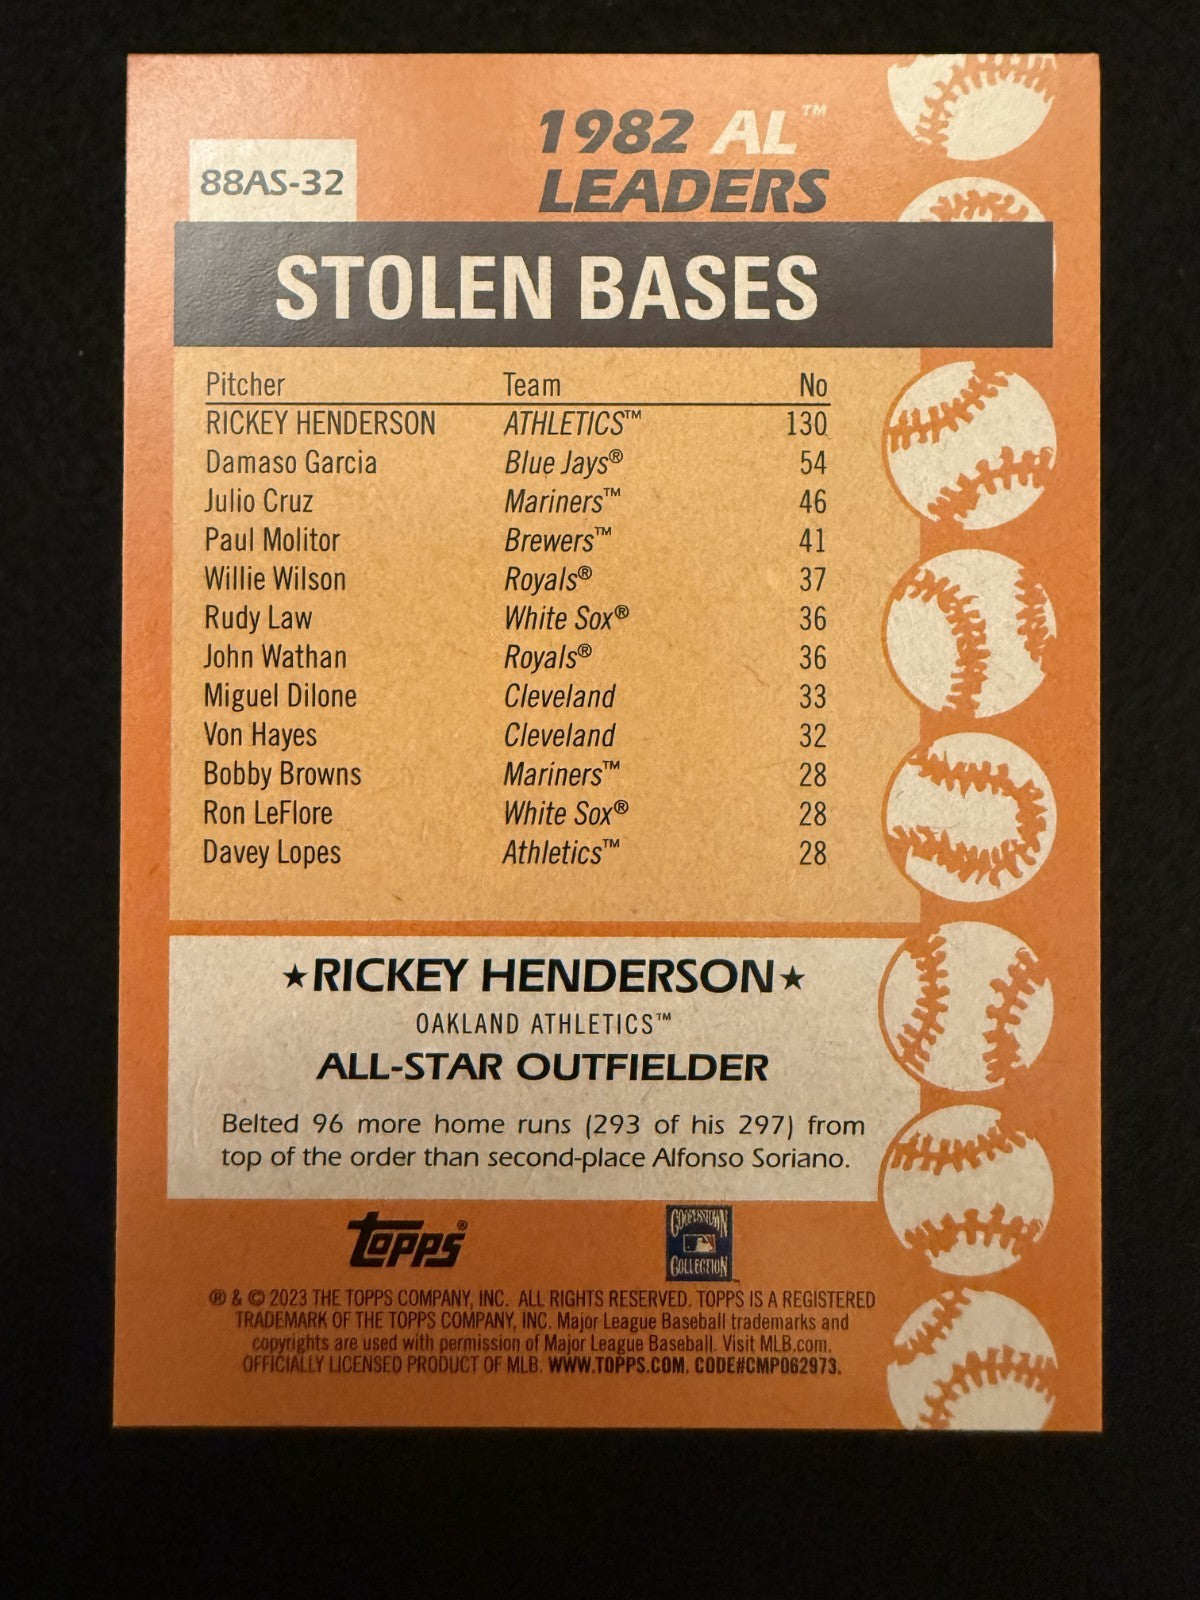 1982 AL™
LEADERS
88AS-32
STOLEN BASES
Pitcher Team No
RICKEY HENDERSON ATHLETICS™ 130
Damaso Garcia Blue Jays® 54
Julio Cruz Mariners™ 46
Paul Molitor Brewers™ 41
Willie Wilson Royals® 37
Rudy Law White Sox® 36
John Wathan Royals® 36
Miguel Dilone Cleveland 33
Von Hayes Cleveland 32
Bobby Browns Mariners™ 28
Ron LeFlore White Sox® 28
Davey Lopes Athletics™ 28
★RICKEY HENDERSON★
OAKLAND ATHLETICS™
ALL-STAR OUTFIELDER
Belted 96 more home runs (293 of his 297) from
top of the order than second-place Alfonso Soriano.
Topps®
COOPERSTOWN
COLLECTION™
® & © 2023 THE TOPPS COMPANY, INC. ALL RIGHTS RESERVED. TOPPS IS A REGISTERED
TRADEMARK OF THE TOPPS COMPANY, INC. Major League Baseball trademarks and
copyrights are used with permission of Major League Baseball. Visit MLB.com.
OFFICIALLY LICENSED PRODUCT OF MLB. WWW.TOPPS.COM. CODE#CMP062973.